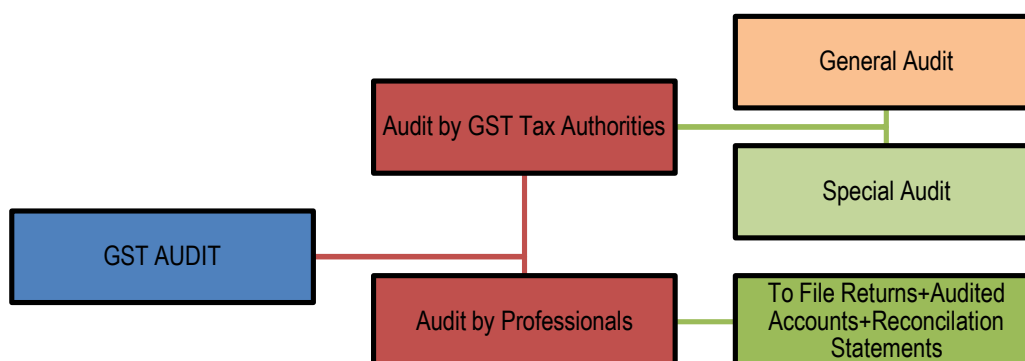 General Audit
Audit by GST Tax Authorities
Special Audit
GST AUDIT
Audit by Professionals
To File Returns+Audited
Accounts+Reconcilation
Statements